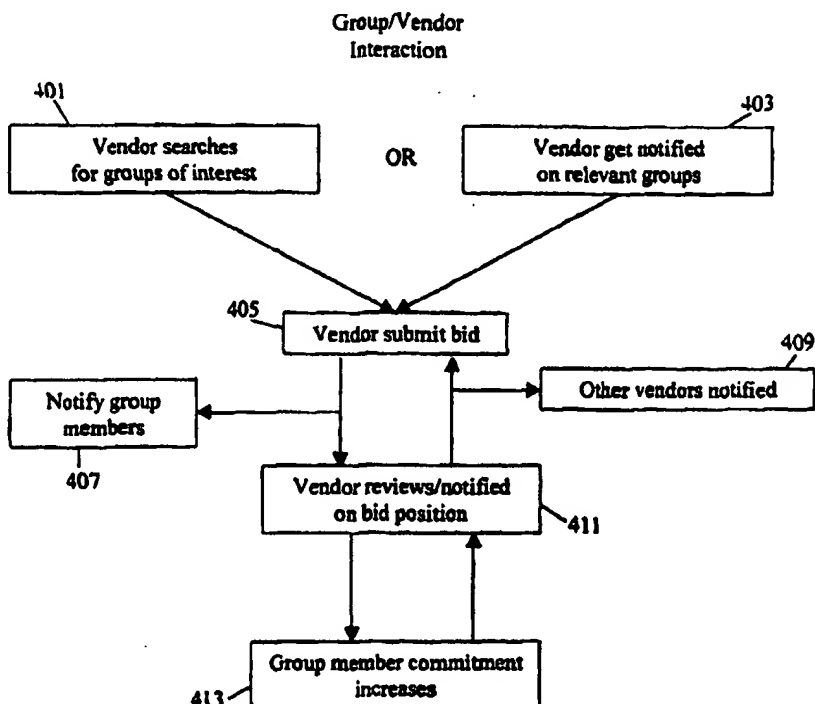 Group/Vendor
Interaction
401
403
Vendor searches
for groups of interest
OR
Vendor get notified
on relevant groups
405
Vendor submit bid
409
Other vendors notified
Notify group
members
407
Vendor reviews/notified
on bid position
411
Group member commitment
increases
413